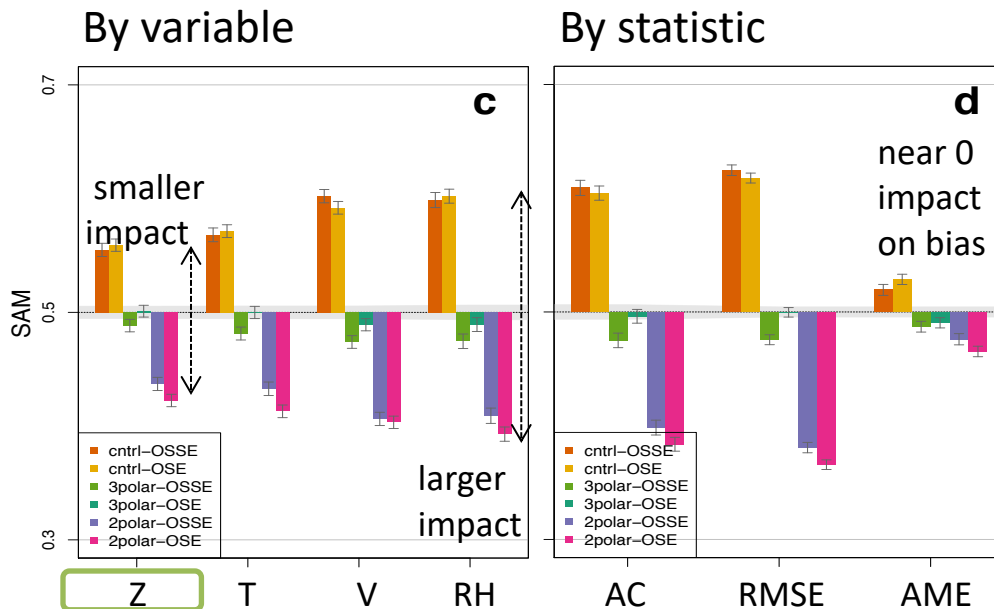 By variable
By statistic
SAM
0.7
0.5
0.3
c
smaller
impact
larger
impact
cntrl−OSSE
cntrl−OSE
3polar−OSSE
3polar−OSE
2polar−OSSE
2polar−OSE
Z T V RH
d
near 0
impact
on bias
cntrl−OSSE
cntrl−OSE
3polar−OSSE
3polar−OSE
2polar−OSSE
2polar−OSE
AC RMSE AME